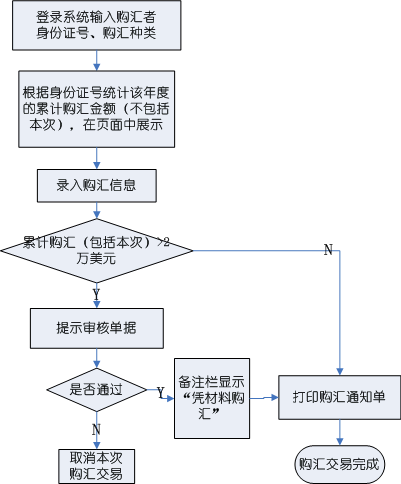 登录系统输入购汇者
身份证号、购汇种类
根据身份证号统计该年度
的累计购汇金额（不包括
本次），在页面中展示
录入购汇信息
累计购汇（包括本次）>2
万美元
N
Y
提示审核单据
是否通过
Y
备注栏显示
“凭材料购
汇”
打印购汇通知单
N
取消本次
购汇交易
购汇交易完成